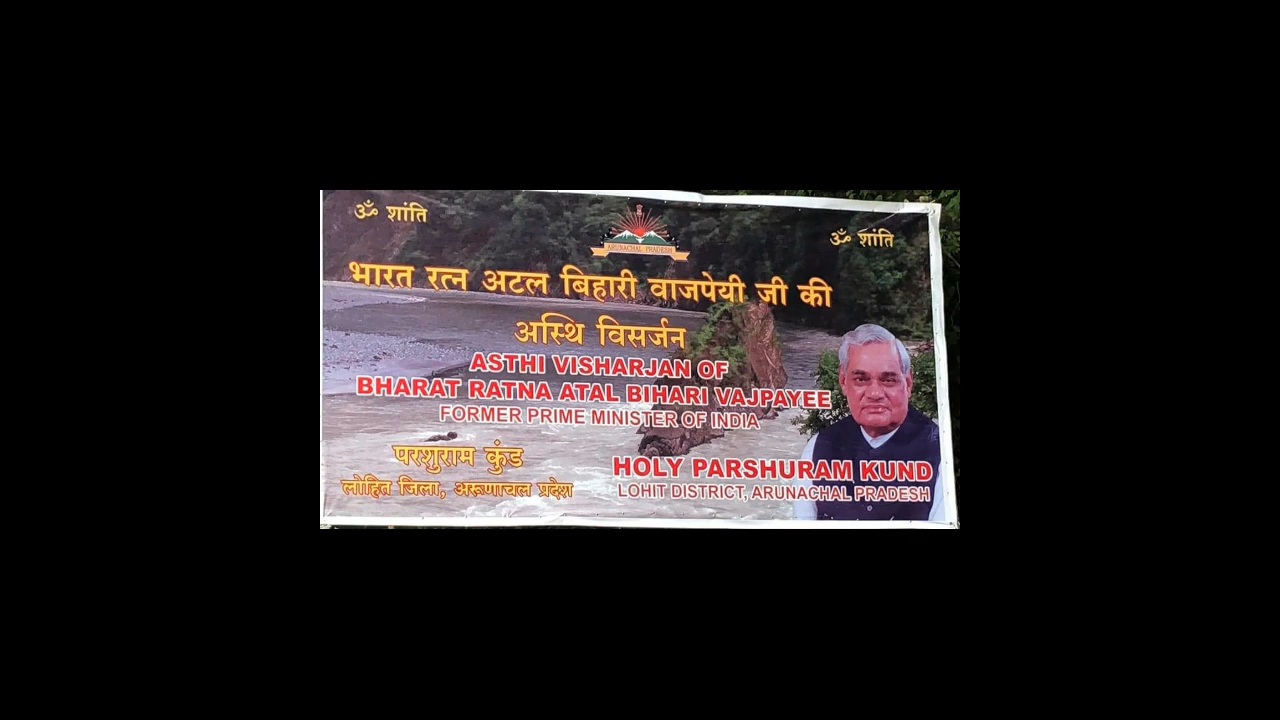 ॐ शांति
ARUNACHAL PRADESH
ॐ शांति
भारत रत्न अटल बिहारी वाजपेयी जी की
अस्थि विसर्जन
ASTHI VISHARJAN OF
BHARAT RATNA ATAL BIHARI VAJPAYEE
FORMER PRIME MINISTER OF INDIA
परशुराम कुंड
लोहित जिला, अरूणाचल प्रदेश
HOLY PARSHURAM KUND
LOHIT DISTRICT, ARUNACHAL PRADESH